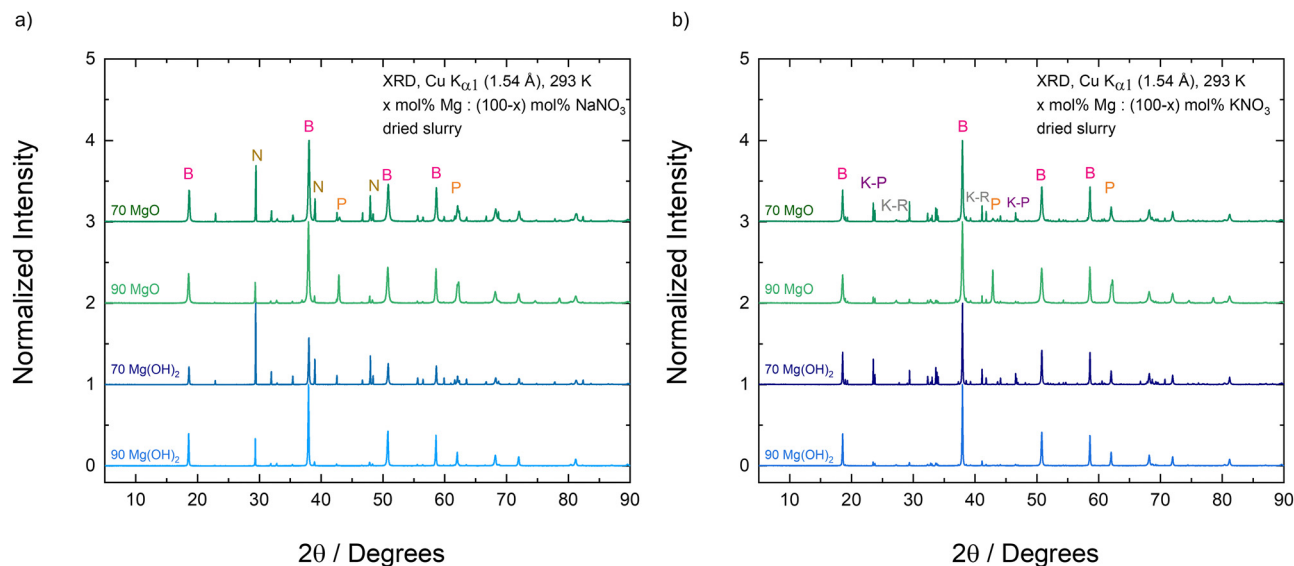 a)
Normalized Intensity
5
4
3
2
1
0
XRD, Cu Kα1 (1.54 Å), 293 K
x mol% Mg : (100-x) mol% NaNO3
dried slurry
B
N
B
N
P
N
B
B
P
70 MgO
90 MgO
70 Mg(OH)2
90 Mg(OH)2
10 20 30 40 50 60 70 80 90
2θ / Degrees
b)
Normalized Intensity
5
4
3
2
1
0
XRD, Cu Kα1 (1.54 Å), 293 K
x mol% Mg : (100-x) mol% KNO3
dried slurry
B
K-P
K-R
B
K-R
P
K-P
B
B
P
70 MgO
90 MgO
70 Mg(OH)2
90 Mg(OH)2
10 20 30 40 50 60 70 80 90
2θ / Degrees